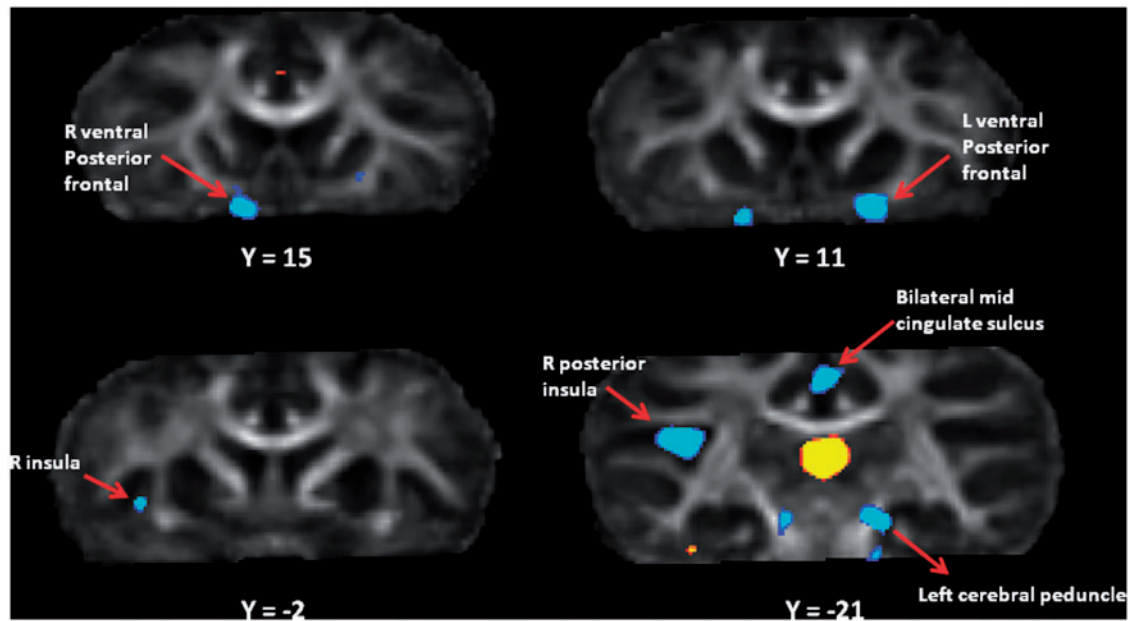 R ventral
Posterior
frontal
Y = 15
L ventral
Posterior
frontal
Y = 11
R insula
Y = -2
Bilateral mid
cingulate sulcus
R posterior
insula
Left cerebral peduncle
Y = -21